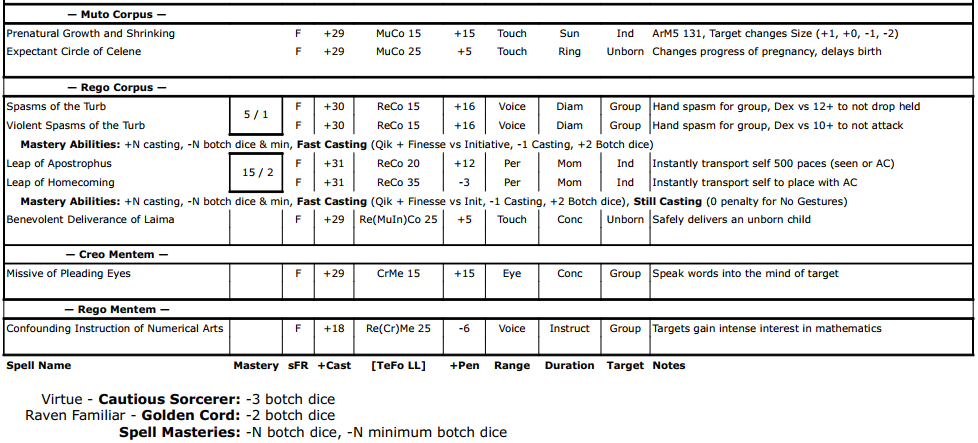 — Muto Corpus —
Prenatural Growth and Shrinking F +29 MuCo 15 +15 Touch Sun Ind ArM5 131, Target changes Size (+1, +0, -1, -2)
Expectant Circle of Celene F +29 MuCo 25 +5 Touch Ring Unborn Changes progress of pregnancy, delays birth
— Rego Corpus —
Spasms of the Turb 5 / 1 F +30 ReCo 15 +16 Voice Diam Group Hand spasm for group, Dex vs 12+ to not drop held
Violent Spasms of the Turb F +30 ReCo 15 +16 Voice Diam Group Hand spasm for group, Dex vs 10+ to not attack
Mastery Abilities: +N casting, -N botch dice & min, Fast Casting (Qik + Finesse vs Initiative, -1 Casting, +2 Botch dice)
Leap of Apostrophus 15 / 2 F +31 ReCo 20 +12 Per Mom Ind Instantly transport self 500 paces (seen or AC)
Leap of Homecoming F +31 ReCo 35 -3 Per Mom Ind Instantly transport self to place with AC
Mastery Abilities: +N casting, -N botch dice & min, Fast Casting (Qik + Finesse vs Init, -1 Casting, +2 Botch dice), Still Casting (0 penalty for No Gestures)
Benevolent Deliverance of Laima F +29 Re(MuIn)Co 25 +5 Touch Conc Unborn Safely delivers an unborn child
— Creo Mentem —
Missive of Pleading Eyes F +29 CrMe 15 +15 Eye Conc Group Speak words into the mind of target
— Rego Mentem —
Confounding Instruction of Numerical Arts F +18 Re(Cr)Me 25 -6 Voice Instruct Group Targets gain intense interest in mathematics
Spell Name Mastery sFR +Cast [TeFo LL] +Pen Range Duration Target Notes
Virtue - Cautious Sorcerer: -3 botch dice
Raven Familiar - Golden Cord: -2 botch dice
Spell Masteries: -N botch dice, -N minimum botch dice